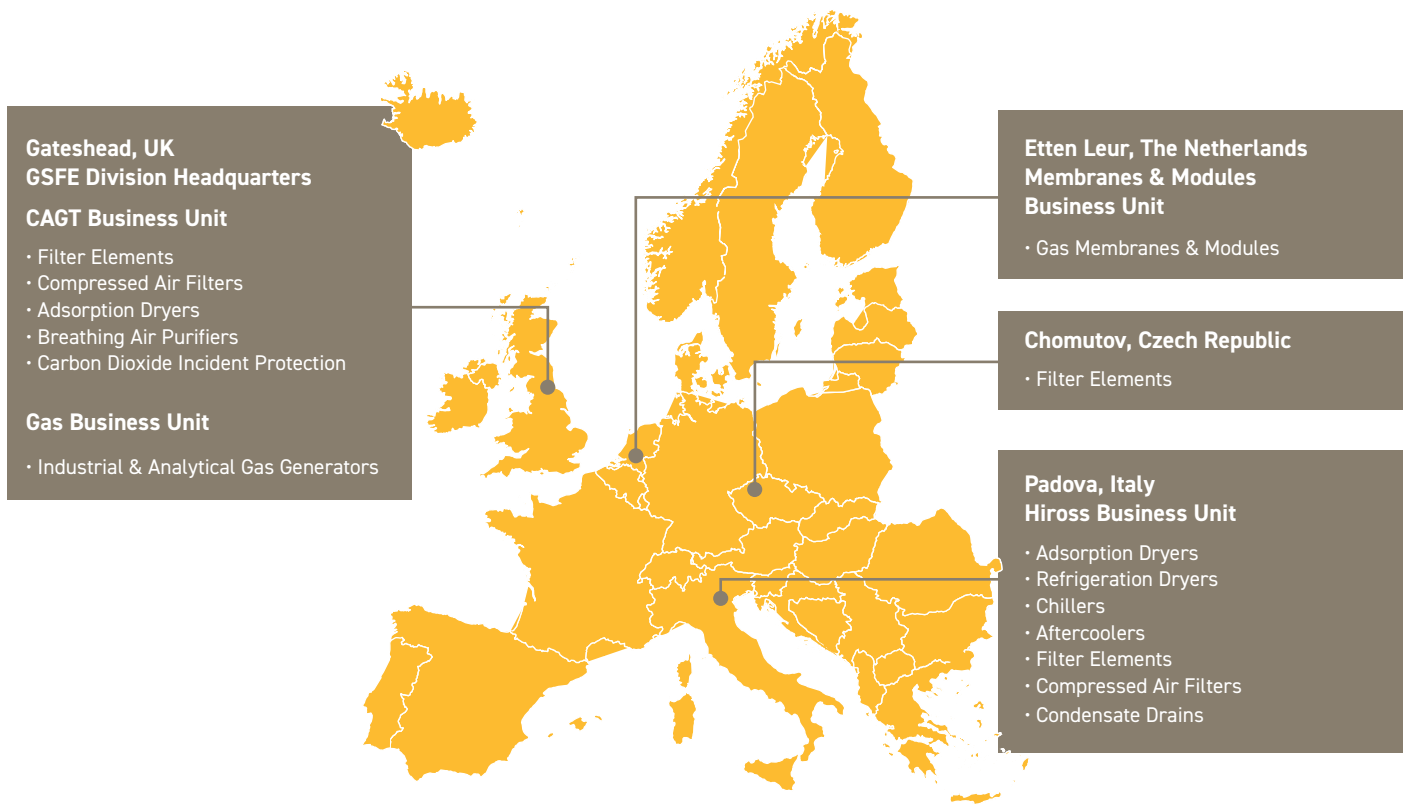 Gateshead, UK
GSFE Division Headquarters
CAGT Business Unit
· Filter Elements
· Compressed Air Filters
· Adsorption Dryers
· Breathing Air Purifiers
· Carbon Dioxide Incident Protection
Gas Business Unit
· Industrial & Analytical Gas Generators
Etten Leur, The Netherlands
Membranes & Modules
Business Unit
· Gas Membranes & Modules
Chomutov, Czech Republic
· Filter Elements
Padova, Italy
Hiross Business Unit
· Adsorption Dryers
· Refrigeration Dryers
· Chillers
· Aftercoolers
· Filter Elements
· Compressed Air Filters
· Condensate Drains